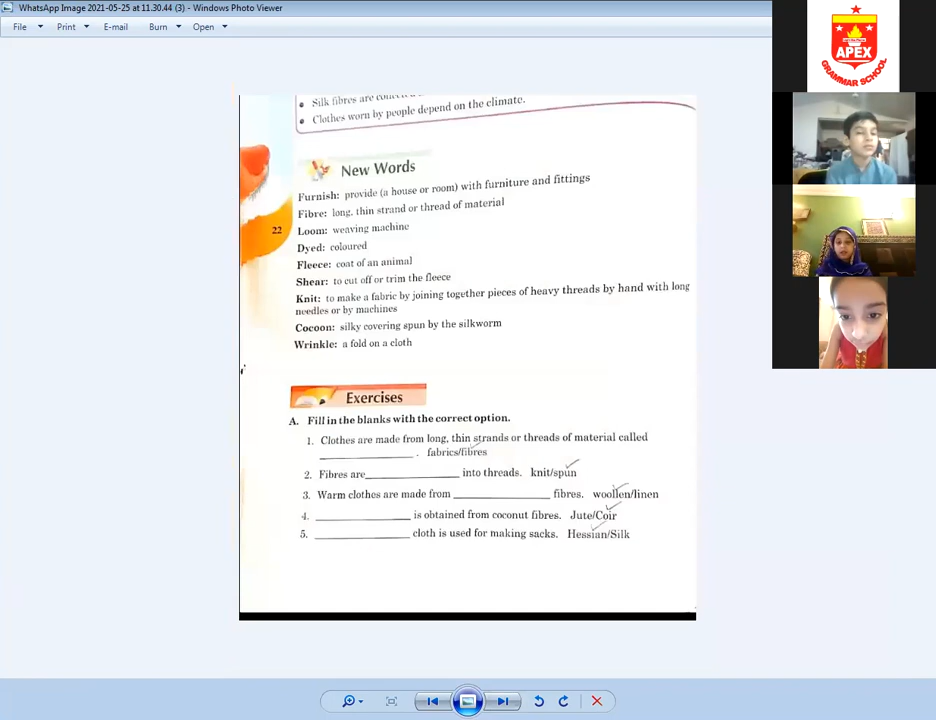 WhatsApp Image 2021-05-25 at 11.30.44 (3) - Windows Photo Viewer
File Print E-mail Burn Open
APEX
GRAMMAR SCHOOL
Silk fibres are
Clothes worn by people depend on the climate.
New Words
Furnish: provide (a house or room) with furniture and fittings
Fibre: long, thin strand or thread of material
22
Loom: weaving machine
Dyed: coloured
Fleece: coat of an animal
Shear: to cut off or trim the fleece
Knit: to make a fabric by joining together pieces of heavy threads by hand with long
needles or by machines
Cocoon: silky covering spun by the silkworm
Wrinkle: a fold on a cloth
Exercises
A. Fill in the blanks with the correct option.
1. Clothes are made from long, thin strands or threads of material called
____________. fabrics/fibres
2. Fibres are____________ into threads. knit/spun
3. Warm clothes are made from ____________ fibres. woollen/linen
4. ____________ is obtained from coconut fibres. Jute/Coir
5. ____________ cloth is used for making sacks. Hessian/Silk